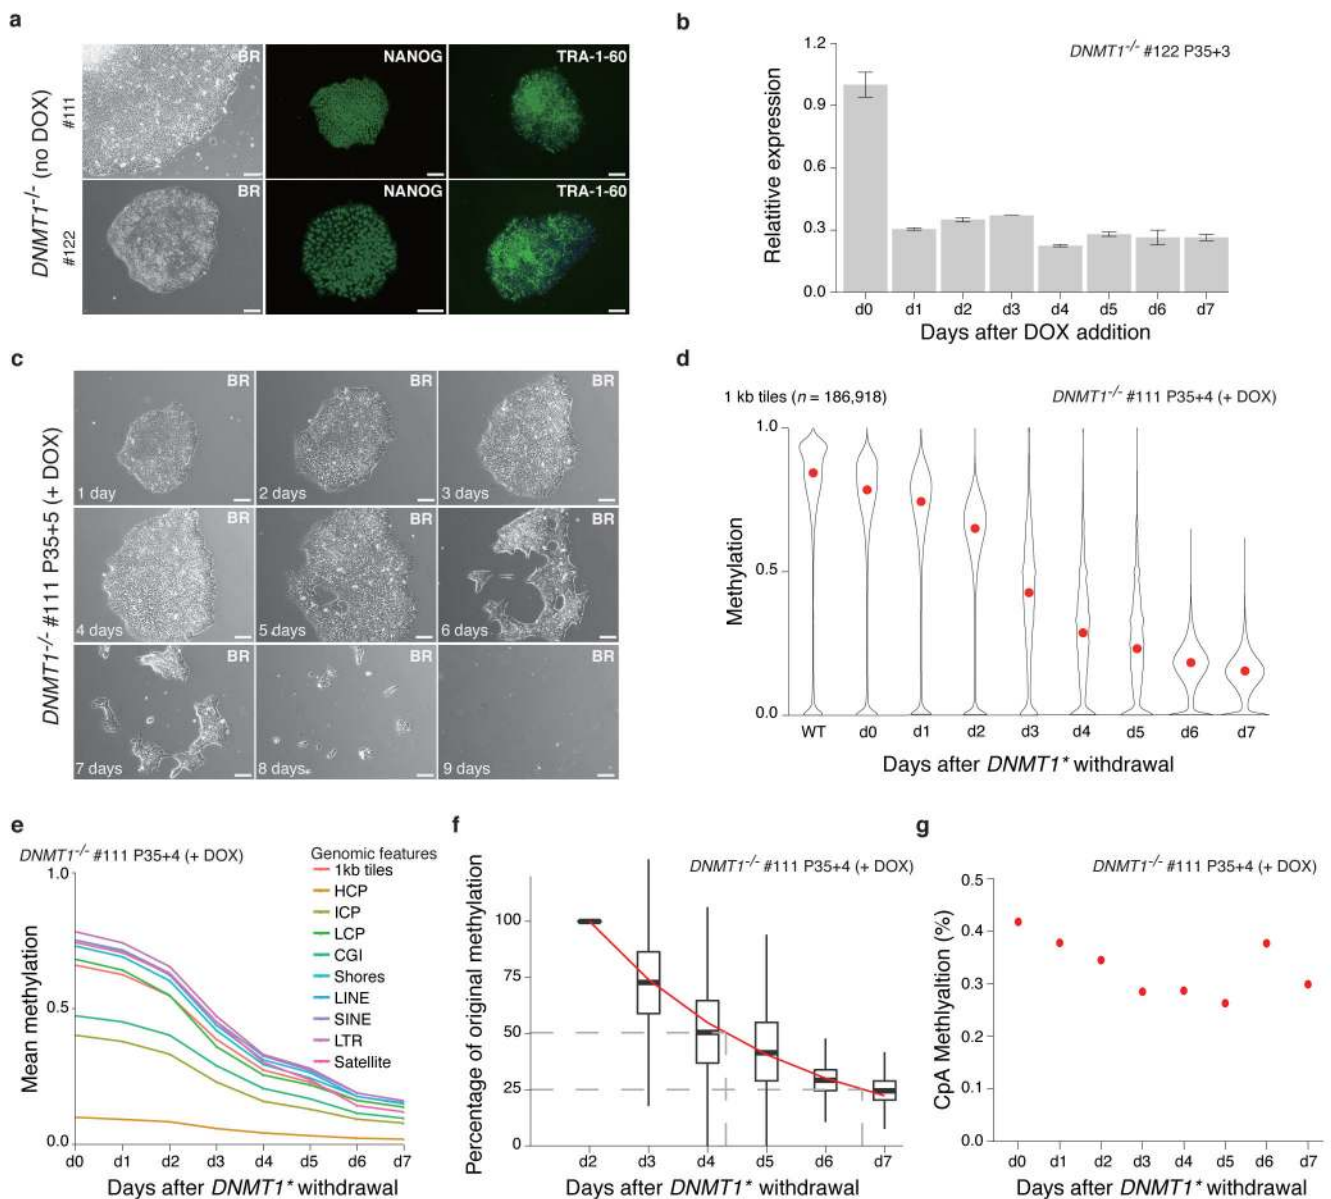 a
DNMT1-/- (no DOX)
#111
BR
NANOG
TRA-1-60
#122
BR
NANOG
TRA-1-60
b
DNMT1-/- #122 P35+3
Relatitive expression
1.2
0.9
0.6
0.3
0.0
d0 d1 d2 d3 d4 d5 d6 d7
Days after DOX addition
c
DNMT1-/- #111 P35+5 (+ DOX)
BR BR BR
1 day 2 days 3 days
BR BR BR
4 days 5 days 6 days
BR BR BR
7 days 8 days 9 days
d
1 kb tiles (n = 186,918)
DNMT1-/- #111 P35+4 (+ DOX)
Methylation
1.0
0.5
0.0
WT d0 d1 d2 d3 d4 d5 d6 d7
Days after DNMT1* withdrawal
e
DNMT1-/- #111 P35+4 (+ DOX)
Mean methylation
1.0
0.5
0.0
d0 d1 d2 d3 d4 d5 d6 d7
Days after DNMT1* withdrawal
Genomic features
1kb tiles
HCP
ICP
LCP
CGI
Shores
LINE
SINE
LTR
Satellite
f
DNMT1-/- #111 P35+4 (+ DOX)
Percentage of original methylation
100
75
50
25
0
d2 d3 d4 d5 d6 d7
Days after DNMT1* withdrawal
g
DNMT1-/- #111 P35+4 (+ DOX)
CpA Methlyaltion (%)
0.5
0.4
0.3
0.2
0.1
0.0
d0 d1 d2 d3 d4 d5 d6 d7
Days after DNMT1* withdrawal